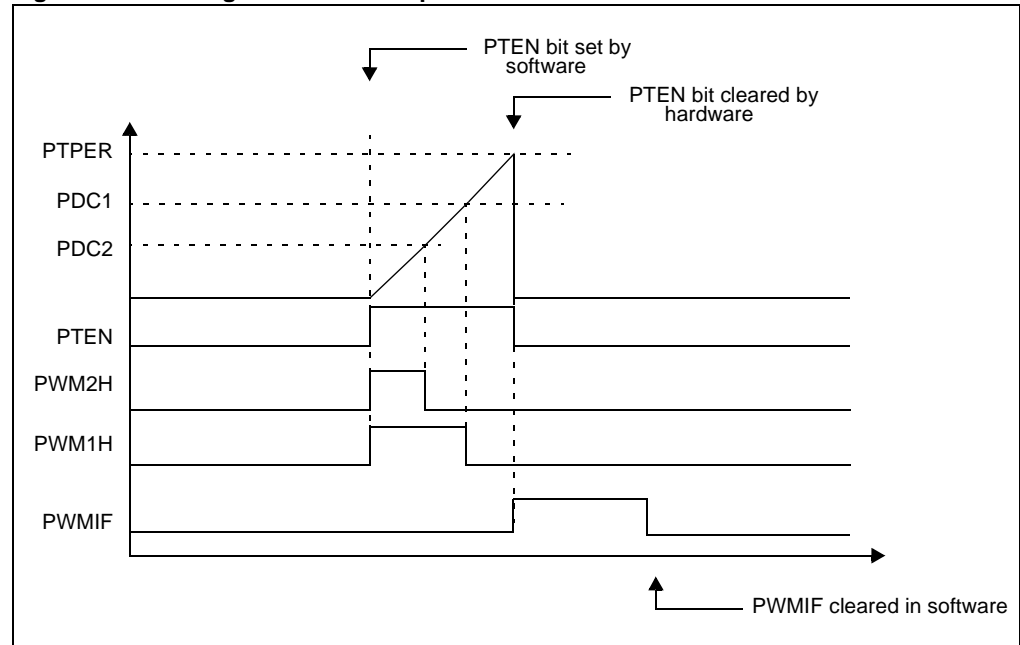 PTEN bit set by
software
PTEN bit cleared by
hardware
PTPER
PDC1
PDC2
PTEN
PWM2H
PWM1H
PWMIF
PWMIF cleared in software